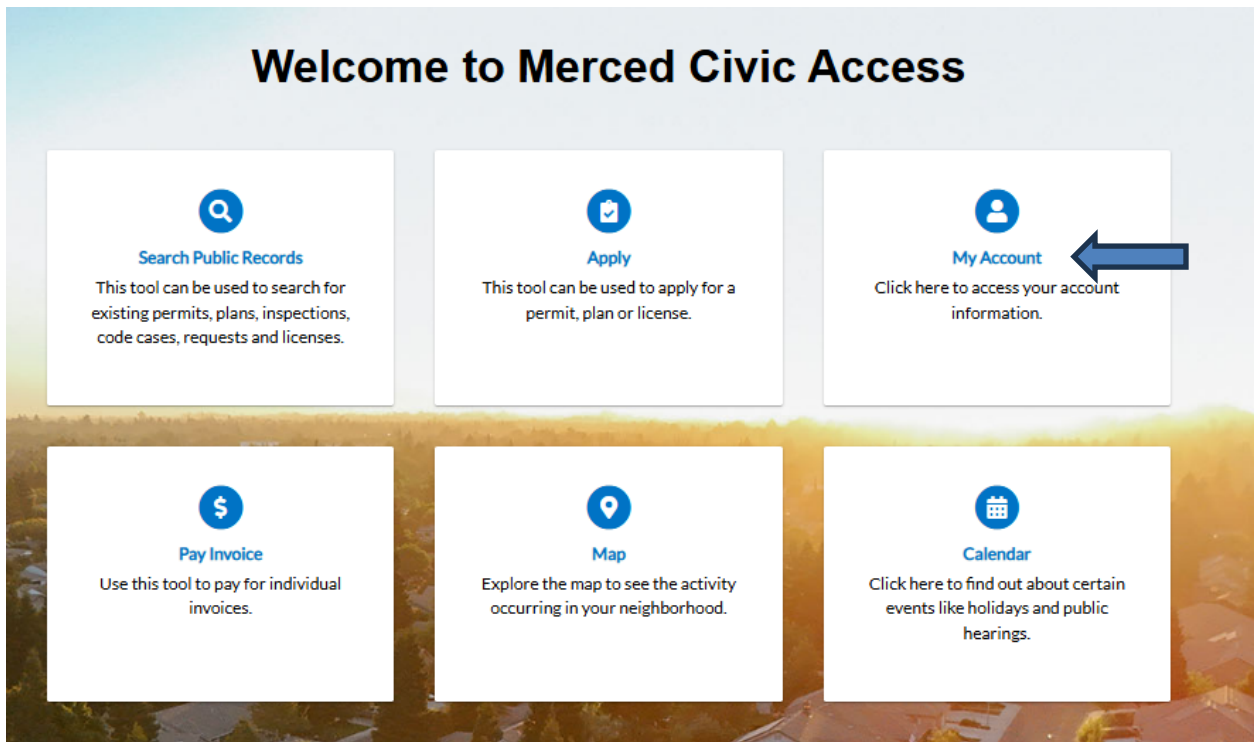 Welcome to Merced Civic Access
Search Public Records
This tool can be used to search for
existing permits, plans, inspections,
code cases, requests and licenses.
Apply
This tool can be used to apply for a
permit, plan or license.
My Account
Click here to access your account
information.
Pay Invoice
Use this tool to pay for individual
invoices.
Map
Explore the map to see the activity
occurring in your neighborhood.
Calendar
Click here to find out about certain
events like holidays and public
hearings.